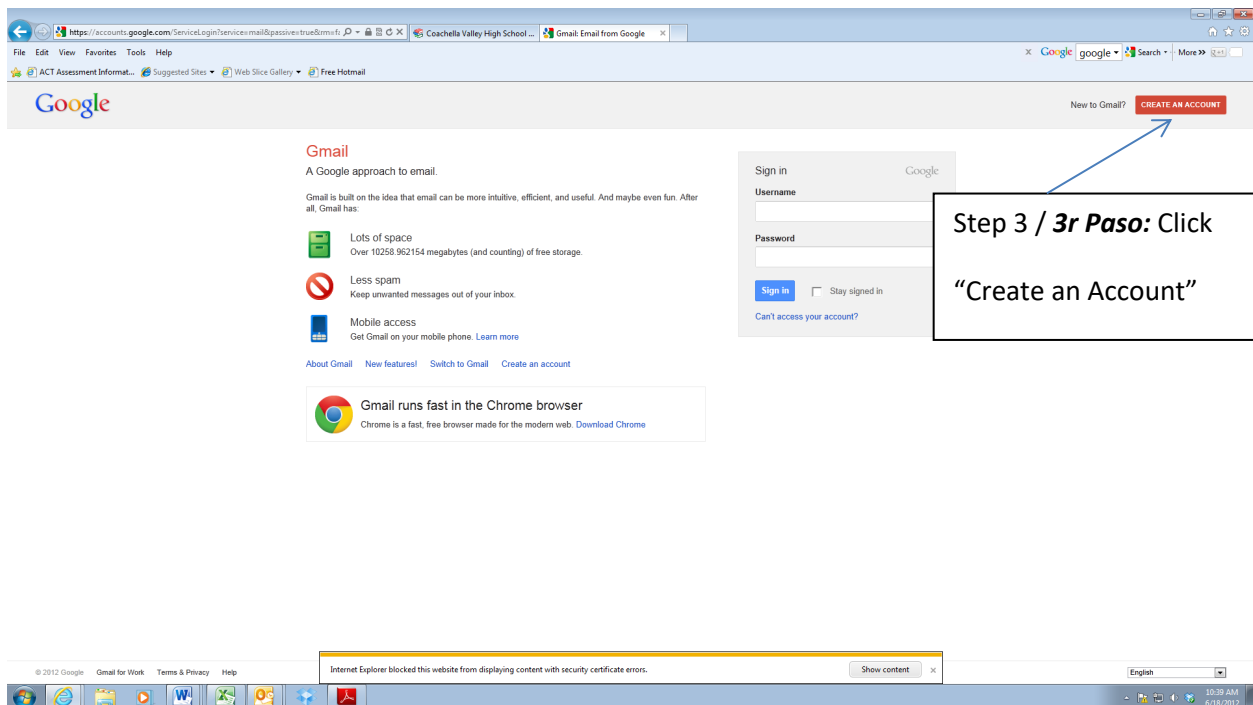 https://accounts.google.com/ServiceLogin?service=mail&passive=true&rm=f
Coachella Valley High School ...
Gmail: Email from Google
File Edit View Favorites Tools Help
X Google google Search More »
ACT Assessment Informat... Suggested Sites Web Slice Gallery Free Hotmail
Google
New to Gmail? CREATE AN ACCOUNT
Gmail
A Google approach to email.
Gmail is built on the idea that email can be more intuitive, efficient, and useful. And maybe even fun. After
all, Gmail has:
Lots of space
Over 10258.962154 megabytes (and counting) of free storage.
Less spam
Keep unwanted messages out of your inbox.
Mobile access
Get Gmail on your mobile phone. Learn more
About Gmail New features! Switch to Gmail Create an account
Gmail runs fast in the Chrome browser
Chrome is a fast, free browser made for the modern web. Download Chrome
Sign in Google
Username
Password
Sign in Stay signed in
Can't access your account?
Step 3 / 3r Paso: Click
“Create an Account”
© 2012 Google Gmail for Work Terms & Privacy Help
Internet Explorer blocked this website from displaying content with security certificate errors. Show content
English
10:39 AM
6/18/2012